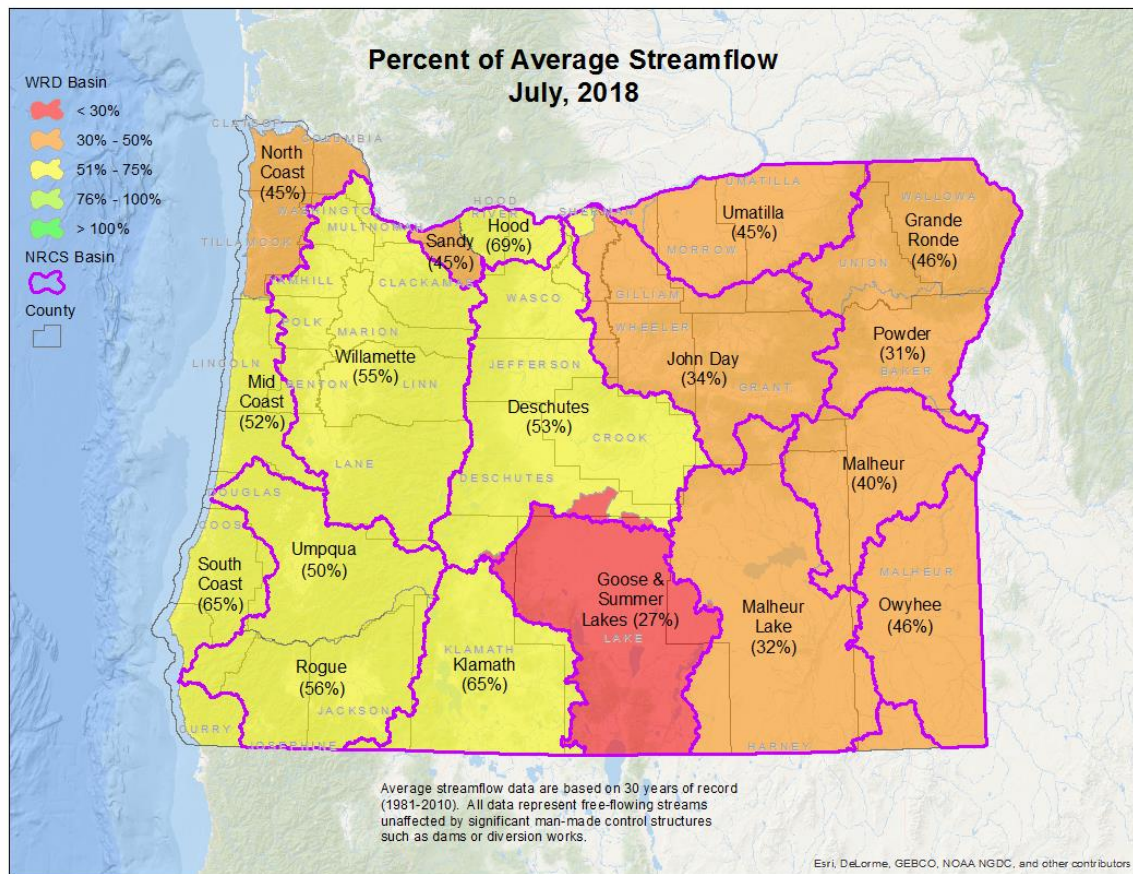 Percent of Average Streamflow
July, 2018
WRD Basin
< 30%
30% - 50%
51% - 75%
76% - 100%
> 100%
NRCS Basin
County
CLATSOP
COLUMBIA
North
Coast
(45%)
TILLAMOOK
WASHINGTON
MULTNOMAH
HOOD
RIVER
Hood
(69%)
SHERMAN
Sandy
(45%)
UMATILLA
Umatilla
(45%)
MORROW
WALLOWA
Grande
Ronde
(46%)
UNION
YAMHILL
CLACKAMAS
WASCO
GILLIAM
POLK
MARION
WHEELER
Powder
(31%)
BAKER
LINCOLN
Willamette
(55%)
BENTON
LINN
JEFFERSON
John Day
(34%)
GRANT
Mid
Coast
(52%)
Deschutes
(53%)
CROOK
LANE
DESCHUTES
Malheur
(40%)
DOUGLAS
COOS
South
Coast
(65%)
Umpqua
(50%)
Goose &
Summer
Lakes (27%)
LAKE
Malheur
Lake
(32%)
MALHEUR
Owyhee
(46%)
Rogue
(56%)
KLAMATH
Klamath
(65%)
JACKSON
CURRY
JOSEPHINE
HARNEY
Average streamflow data are based on 30 years of record
(1981-2010).  All data represent free-flowing streams
unaffected by significant man-made control structures
such as dams or diversion works.
Esri, DeLorme, GEBCO, NOAA NGDC, and other contributors